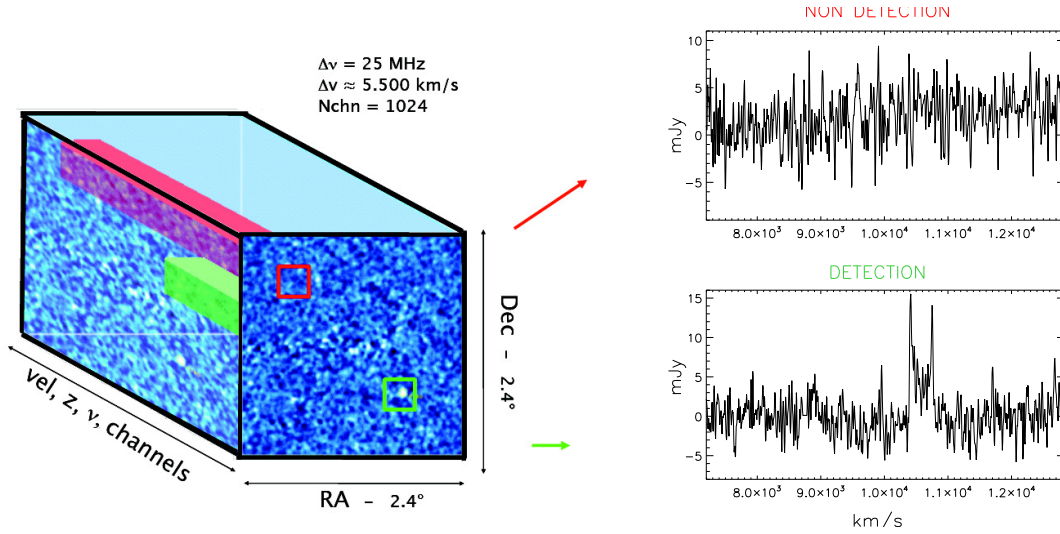 Δν = 25 MHz
Δv ≈ 5.500 km/s
Nchn = 1024
vel, z, ν, channels
RA - 2.4°
Dec - 2.4°
NON DETECTION
10
5
0
−5
mJy
8.0×10³ 9.0×10³ 1.0×10⁴ 1.1×10⁴ 1.2×10⁴
DETECTION
15
10
5
0
−5
mJy
8.0×10³ 9.0×10³ 1.0×10⁴ 1.1×10⁴ 1.2×10⁴
km/s